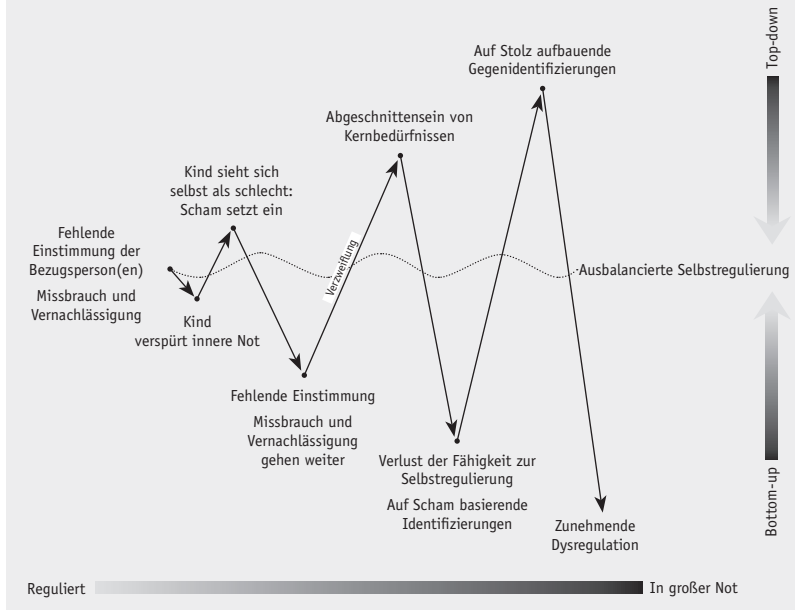 Top-down
Auf Stolz aufbauende
Gegenidentifizierungen
Abgeschnittensein von
Kernbedürfnissen
Kind sieht sich
selbst als schlecht:
Scham setzt ein
Fehlende
Einstimmung der
Bezugsperson(en)
Missbrauch und
Vernachlässigung
Kind
verspürt innere Not
Verzweiflung
Ausbalancierte Selbstregulierung
Fehlende Einstimmung
Missbrauch und
Vernachlässigung
gehen weiter
Verlust der Fähigkeit zur
Selbstregulierung
Auf Scham basierende
Identifizierungen
Zunehmende
Dysregulation
Bottom-up
Reguliert
In großer Not